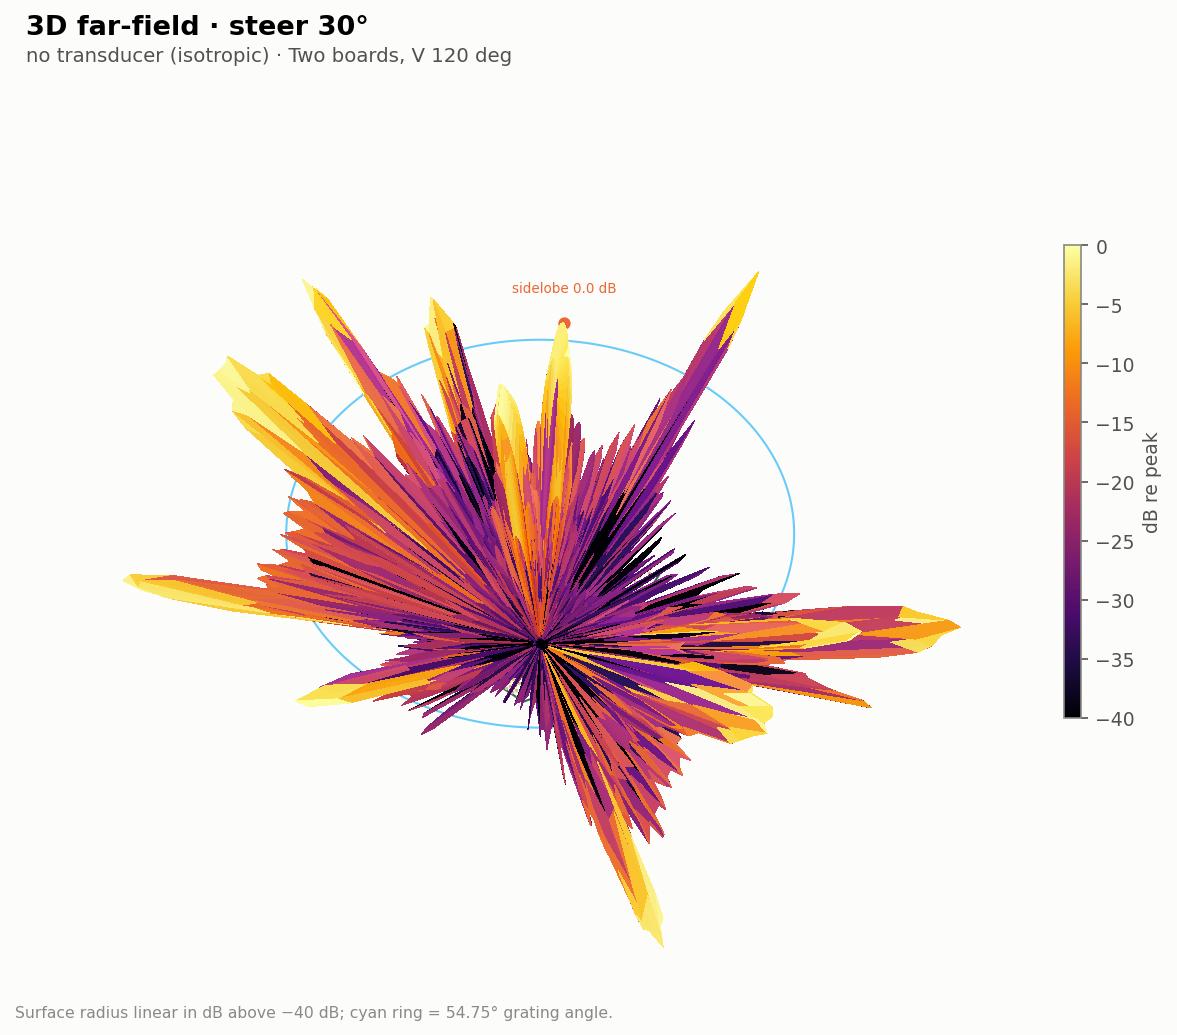 3D far-field · steer 30°
no transducer (isotropic) · Two boards, V 120 deg
sidelobe 0.0 dB
0
−5
−10
−15
−20
−25
−30
−35
−40
dB re peak
Surface radius linear in dB above −40 dB; cyan ring = 54.75° grating angle.